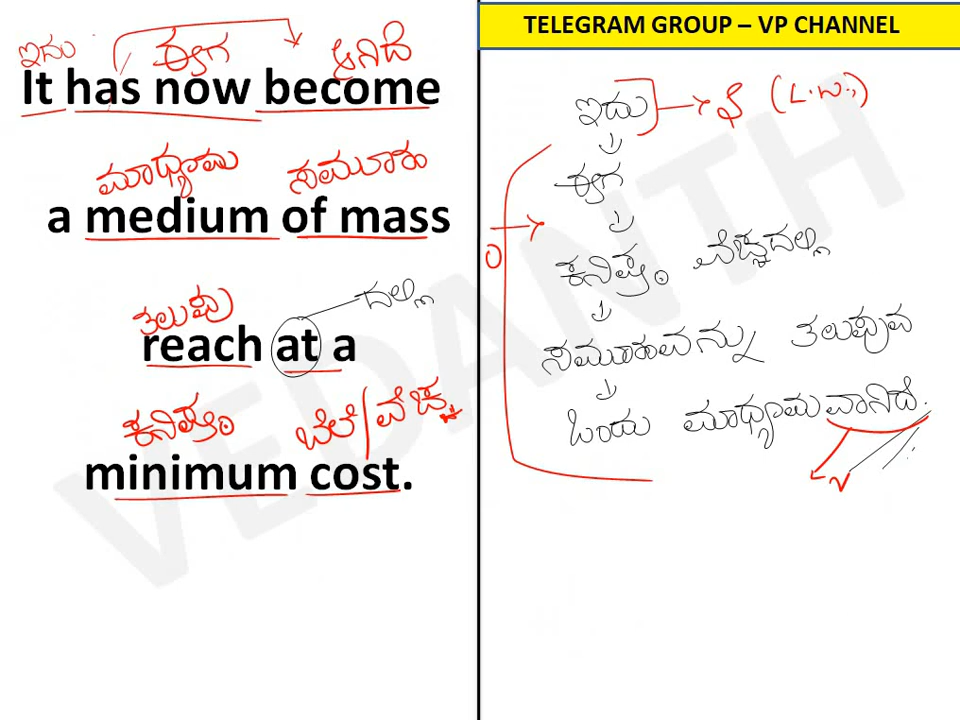 ಇದು ಈಗ ಆಗಿದೆ
It has now become
ಮಾಧ್ಯಮ ಸಮೂಹ
a medium of mass
ತಲುಪು ದಲ್ಲಿ
reach at a
ಕನಿಷ್ಠ ಬೆಲೆ/ವೆಚ್ಚ
minimum cost.
TELEGRAM GROUP – VP CHANNEL
ಇದು
ಈಗ
O
ಕನಿಷ್ಠ ವೆಚ್ಚದಲ್ಲಿ
ಸಮೂಹವನ್ನು ತಲುಪುವ
ಒಂದು ಮಾಧ್ಯಮವಾಗಿದೆ.
V
VEDANTH